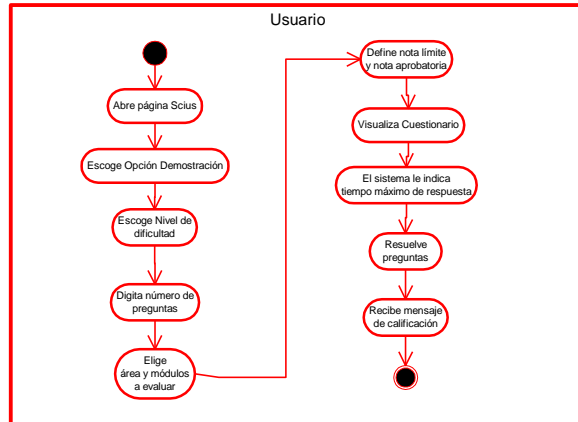 Usuario
Abre página Scius
Escoge Opción Demostración
Escoge Nivel de
dificultad
Digita número de
preguntas
Elige
área y módulos
a evaluar
Define nota límite
y nota aprobatoria
Visualiza Cuestionario
El sistema le indica
tiempo máximo de respuesta
Resuelve
preguntas
Recibe mensaje
de calificación